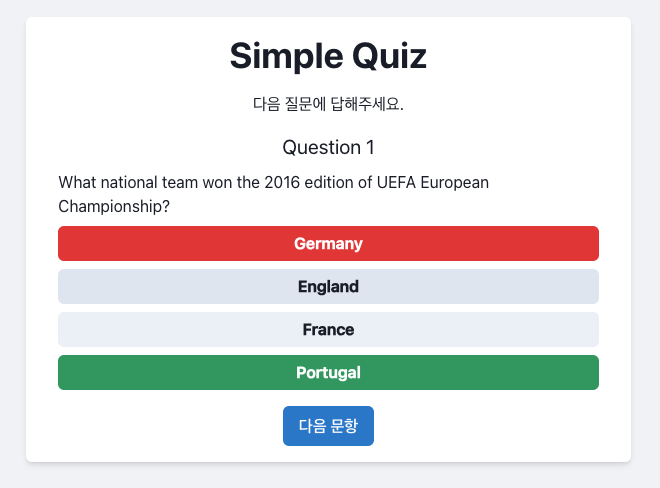 Simple Quiz
다음 질문에 답해주세요.
Question 1
What national team won the 2016 edition of UEFA European
Championship?
Germany
England
France
Portugal
다음 문항